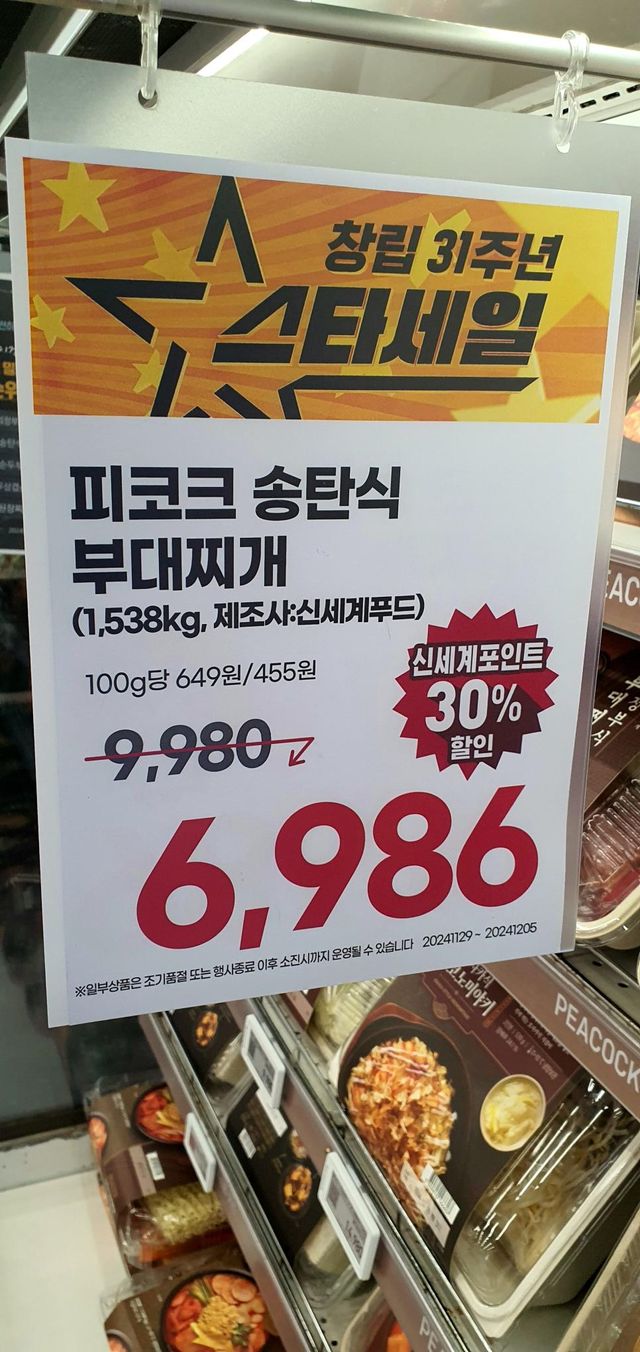 창립 31주년
스타세일
피코크 송탄식
부대찌개
(1,538kg, 제조사:신세계푸드)
100g당 649원/455원
신세계포인트
30%
할인
9,980
6,986
※일부상품은 조기품절 또는 행사종료 이후 소진시까지 운영될 수 있습니다 20241129 ~ 20241205
PEACOCK